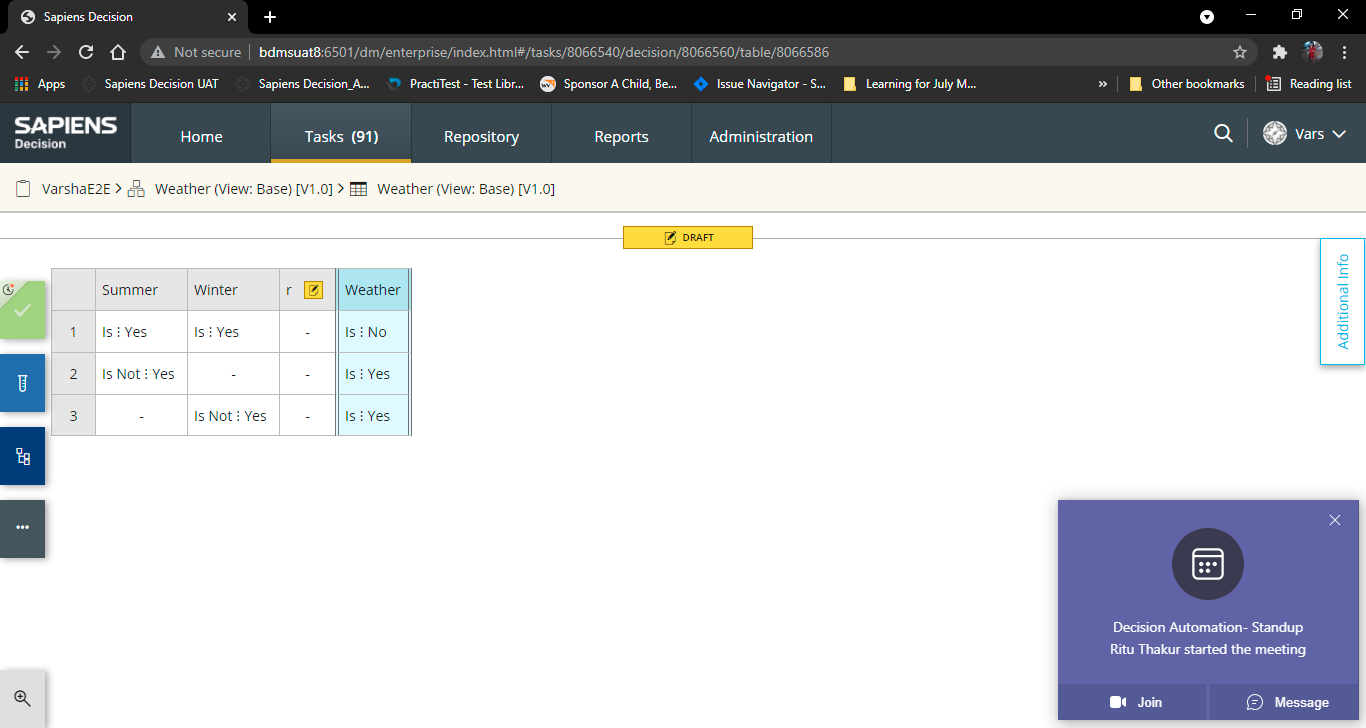 Sapiens Decision
Not secure bdmsuat8:6501/dm/enterprise/index.html#/tasks/8066540/decision/8066560/table/8066586
Apps Sapiens Decision UAT Sapiens Decision_A... PractiTest - Test Libr... Sponsor A Child, Be... Issue Navigator - S... Learning for July M... » Other bookmarks Reading list
SAPIENS
Decision
Home Tasks (91) Repository Reports Administration Vars
VarshaE2E > Weather (View: Base) [V1.0] > Weather (View: Base) [V1.0]
DRAFT
Additional Info
Summer Winter r Weather
1 Is ⋮ Yes Is ⋮ Yes - Is ⋮ No
2 Is Not ⋮ Yes - - Is ⋮ Yes
3 - Is Not ⋮ Yes - Is ⋮ Yes
Decision Automation- Standup
Ritu Thakur started the meeting
Join Message